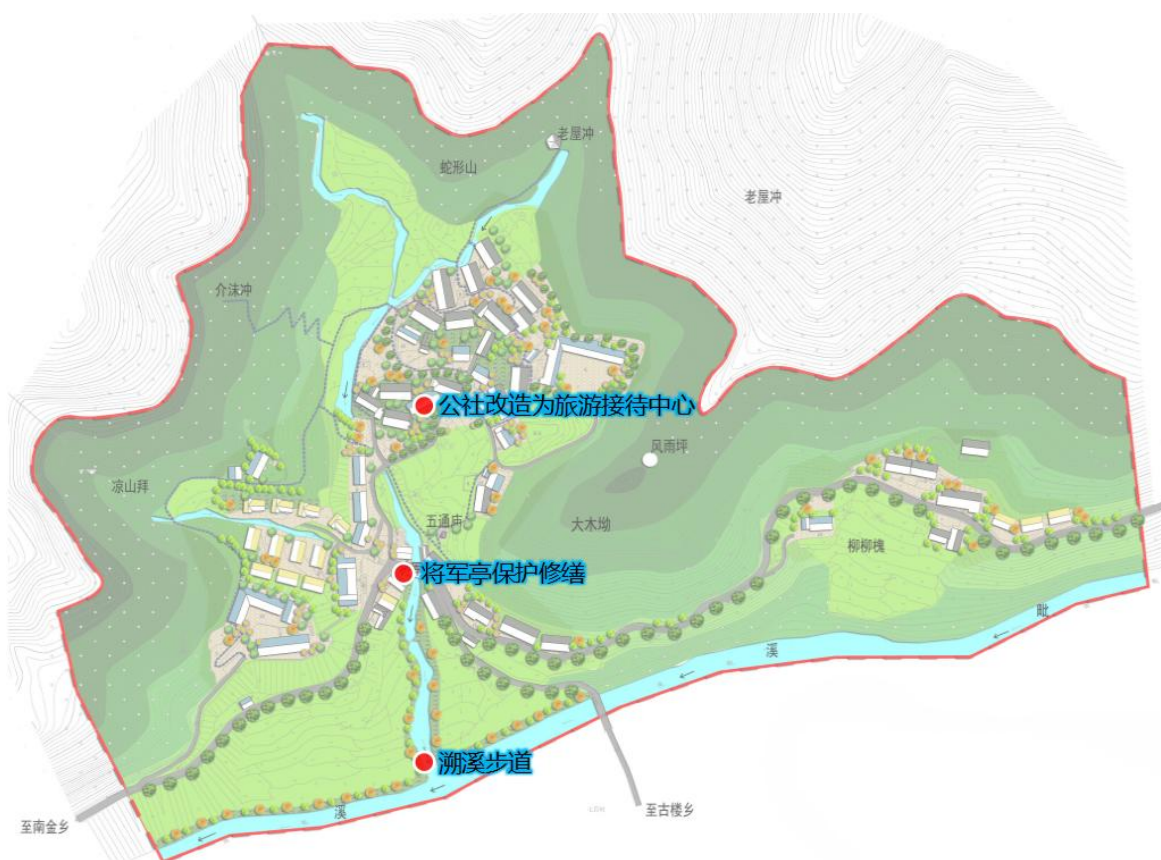 老屋冲
蛇形山
老屋冲
介沫冲
公社改造为旅游接待中心
风雨坪
凉山拜
五通庙
大木坳
柳柳槐
将军亭保护修缮
毗
溪
溯溪步道
溪
至古楼乡
至南金乡